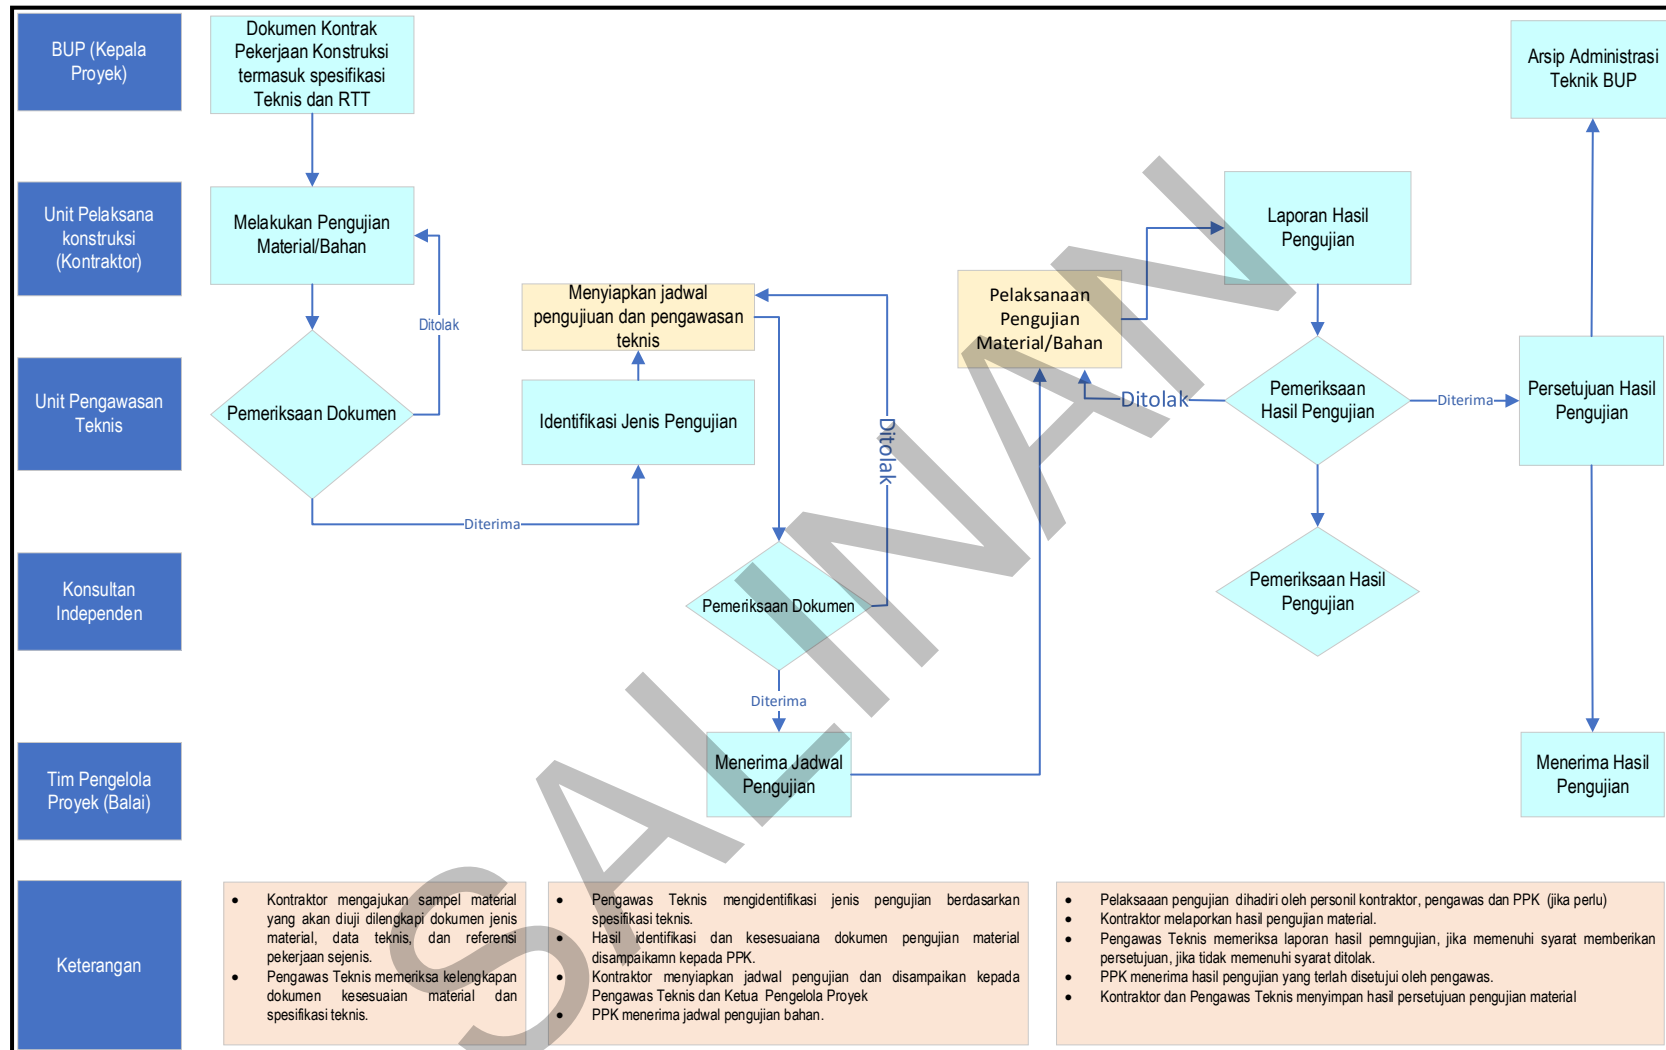 BUP (Kepala
Proyek)
Dokumen Kontrak
Pekerjaan Konstruksi
termasuk spesifikasi
Teknis dan RTT
Arsip Administrasi
Teknik BUP
Unit Pelaksana
konstruksi
(Kontraktor)
Melakukan Pengujian
Material/Bahan
Ditolak
Menyiapkan jadwal
pengujiuan dan pengawasan
teknis
Pelaksanaan
Pengujian
Material/Bahan
Laporan Hasil
Pengujian
Unit Pengawasan
Teknis
Pemeriksaan Dokumen
Identifikasi Jenis Pengujian
Ditolak
Ditolak
Pemeriksaan
Hasil Pengujian
Diterima
Persetujuan Hasil
Pengujian
Diterima
Konsultan
Independen
Pemeriksaan Dokumen
Pemeriksaan Hasil
Pengujian
Diterima
Tim Pengelola
Proyek (Balai)
Menerima Jadwal
Pengujian
Menerima Hasil
Pengujian
Keterangan
• Kontraktor mengajukan sampel material
yang akan diuji dilengkapi dokumen jenis
material, data teknis, dan referensi
pekerjaan sejenis.
• Pengawas Teknis memeriksa kelengkapan
dokumen kesesuaian material dan
spesifikasi teknis.
• Pengawas Teknis mengidentifikasi jenis pengujian berdasarkan
spesifikasi teknis.
• Hasil identifikasi dan kesesuaiana dokumen pengujian material
disampaikamn kepada PPK.
• Kontraktor menyiapkan jadwal pengujian dan disampaikan kepada
Pengawas Teknis dan Ketua Pengelola Proyek
• PPK menerima jadwal pengujian bahan.
• Pelaksaaan pengujian dihadiri oleh personil kontraktor, pengawas dan PPK (jika perlu)
• Kontraktor melaporkan hasil pengujian material.
• Pengawas Teknis memeriksa laporan hasil pemngujian, jika memenuhi syarat memberikan
persetujuan, jika tidak memenuhi syarat ditolak.
• PPK menerima hasil pengujian yang terlah disetujui oleh pengawas.
• Kontraktor dan Pengawas Teknis menyimpan hasil persetujuan pengujian material
SALINAN